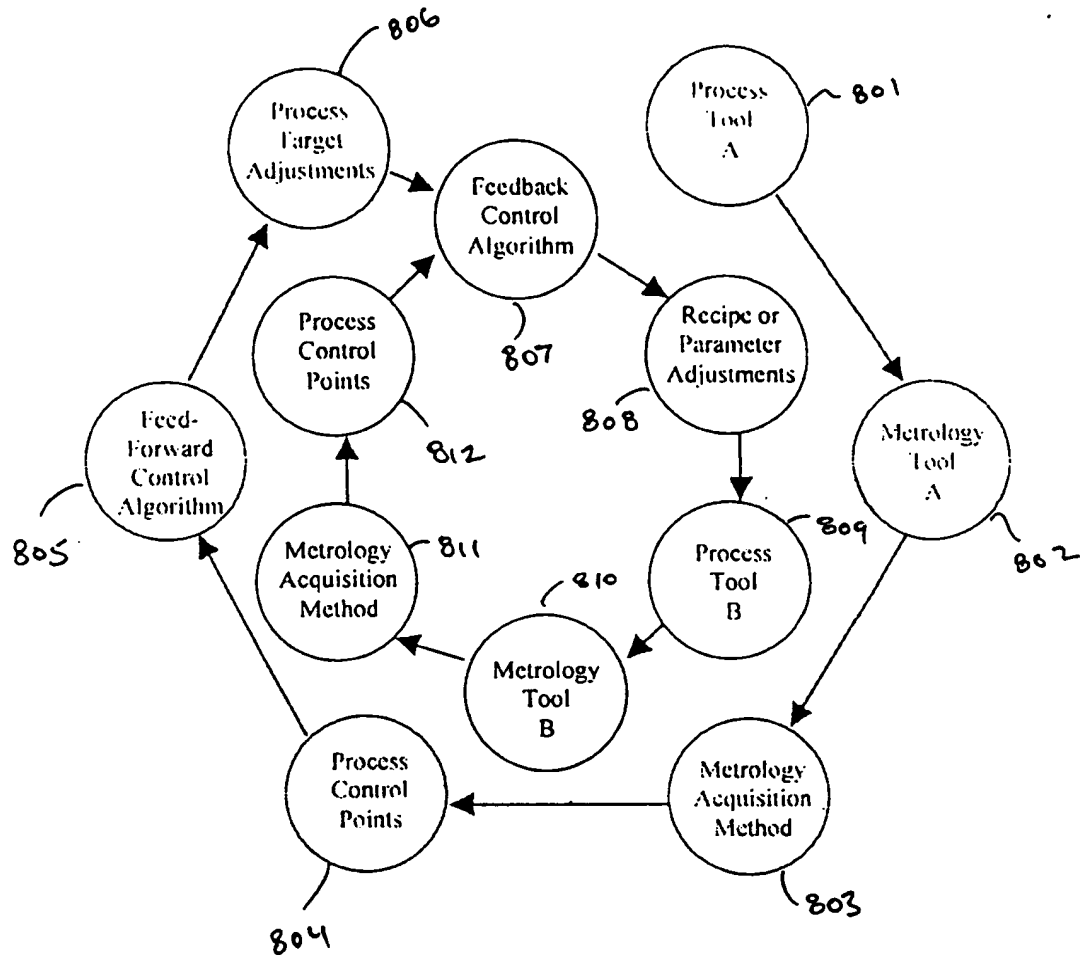 806
Process
Target
Adjustments
Process
Tool
A
801
Feedback
Control
Algorithm
807
Process
Control
Points
812
Recipe or
Parameter
Adjustments
808
Feed-
Forward
Control
Algorithm
805
Metrology
Tool
A
802
Metrology
Acquisition
Method
811
Process
Tool
B
809
810
Metrology
Tool
B
Process
Control
Points
804
Metrology
Acquisition
Method
803